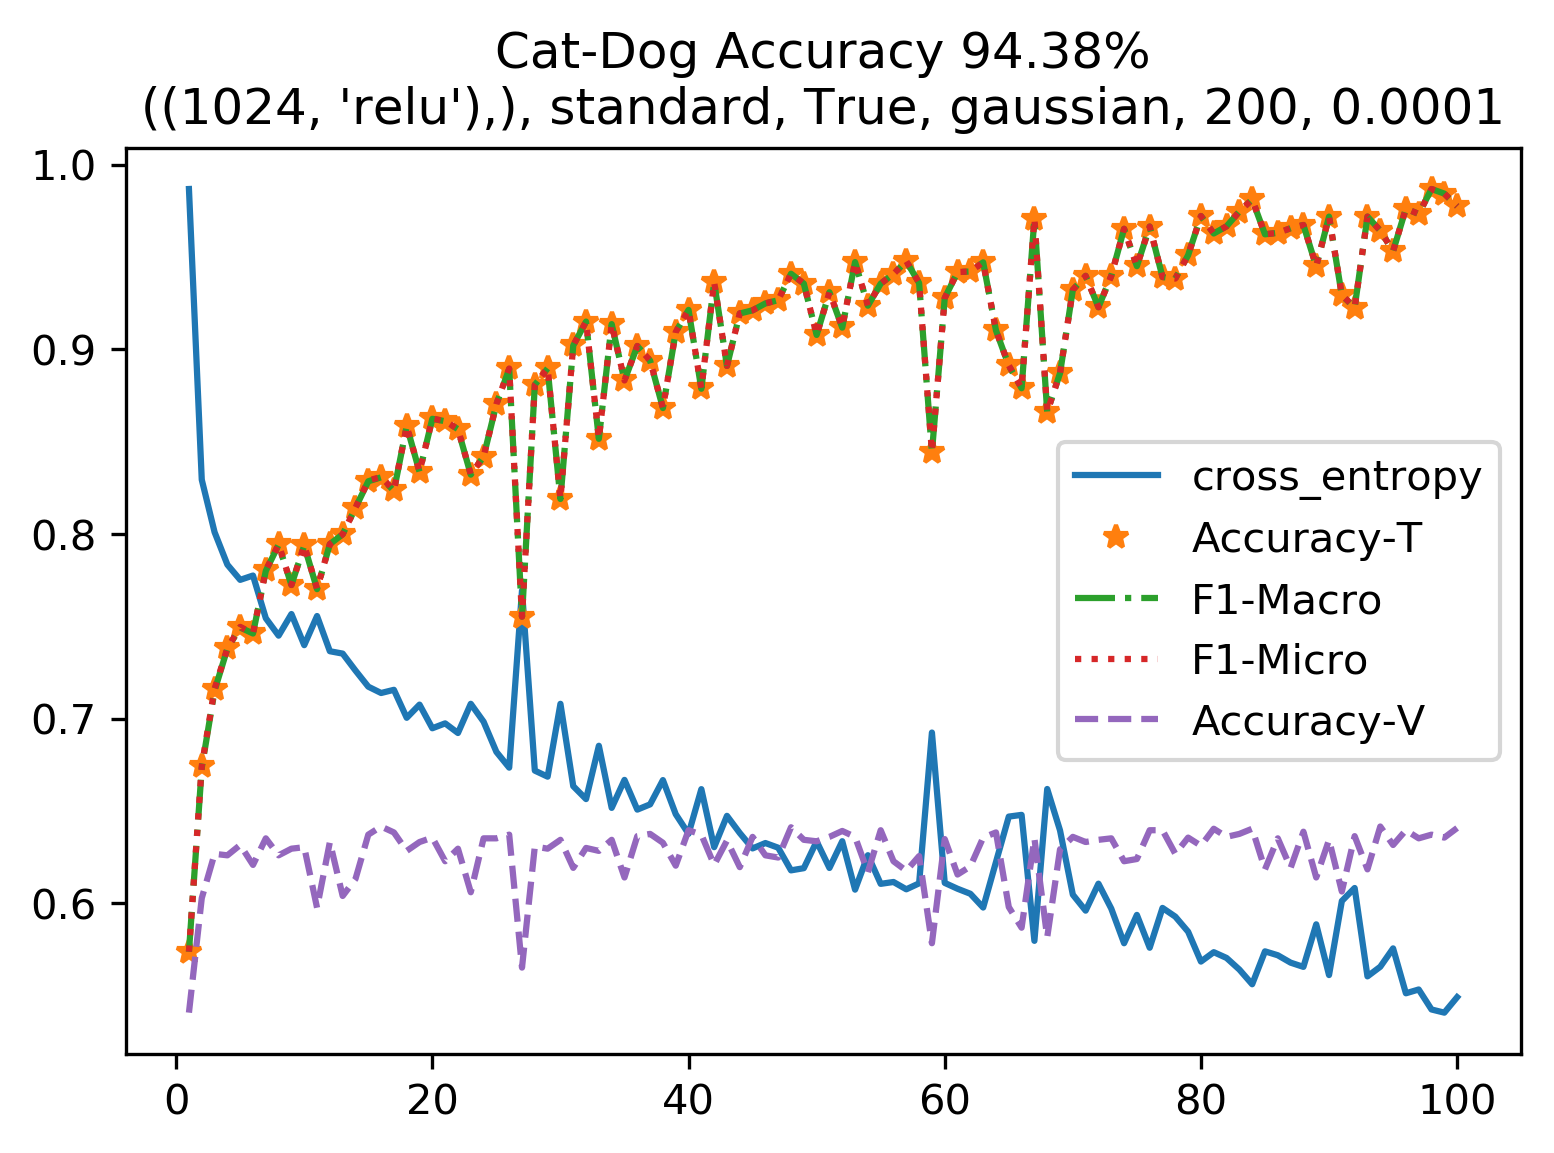 Cat-Dog Accuracy 94.38%
((1024, 'relu'),), standard, True, gaussian, 200, 0.0001
1.0
0.9
0.8
0.7
0.6
cross_entropy
Accuracy-T
F1-Macro
F1-Micro
Accuracy-V
0 20 40 60 80 100